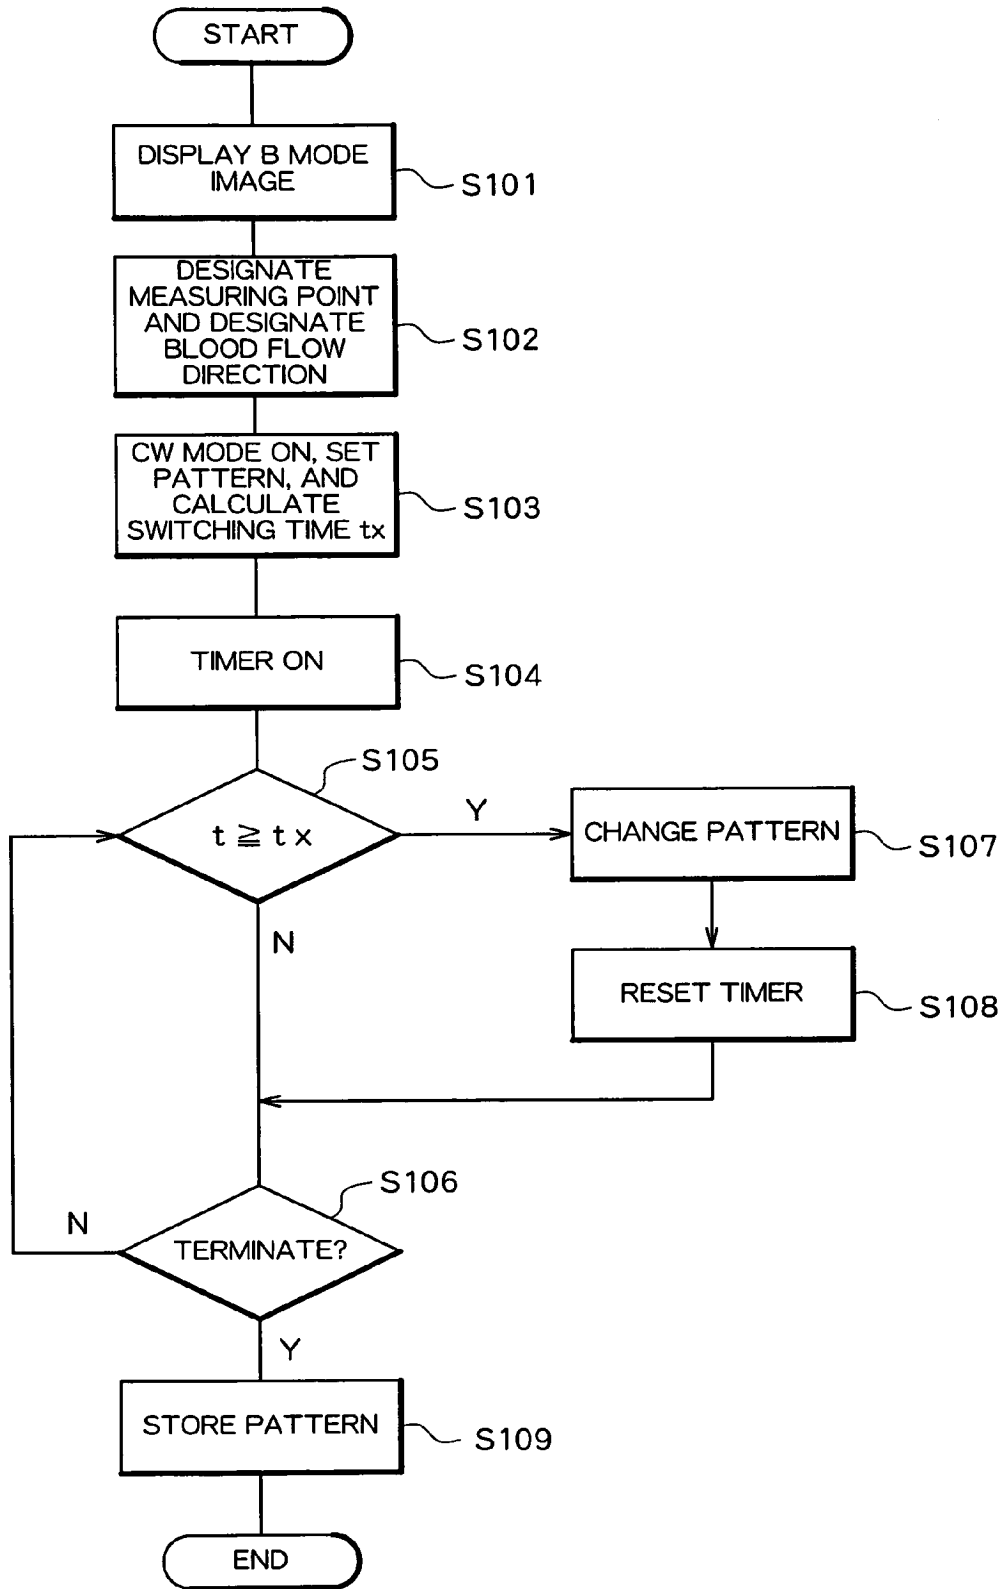 START
DISPLAY B MODE
IMAGE
S101
DESIGNATE
MEASURING POINT
AND DESIGNATE
BLOOD FLOW
DIRECTION
S102
CW MODE ON, SET
PATTERN, AND
CALCULATE
SWITCHING TIME tx
S103
TIMER ON
S104
S105
t ≧ tx
Y
CHANGE PATTERN
S107
N
RESET TIMER
S108
S106
N
TERMINATE?
Y
STORE PATTERN
S109
END